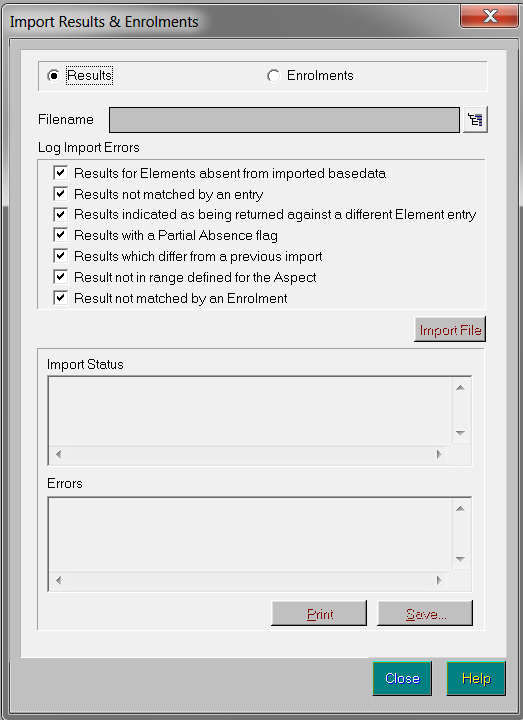 Import Results & Enrolments
Results
Enrolments
Filename
Log Import Errors
Results for Elements absent from imported basedata
Results not matched by an entry
Results indicated as being returned against a different Element entry
Results with a Partial Absence flag
Results which differ from a previous import
Result not in range defined for the Aspect
Result not matched by an Enrolment
Import File
Import Status
Errors
Print
Save...
Close
Help